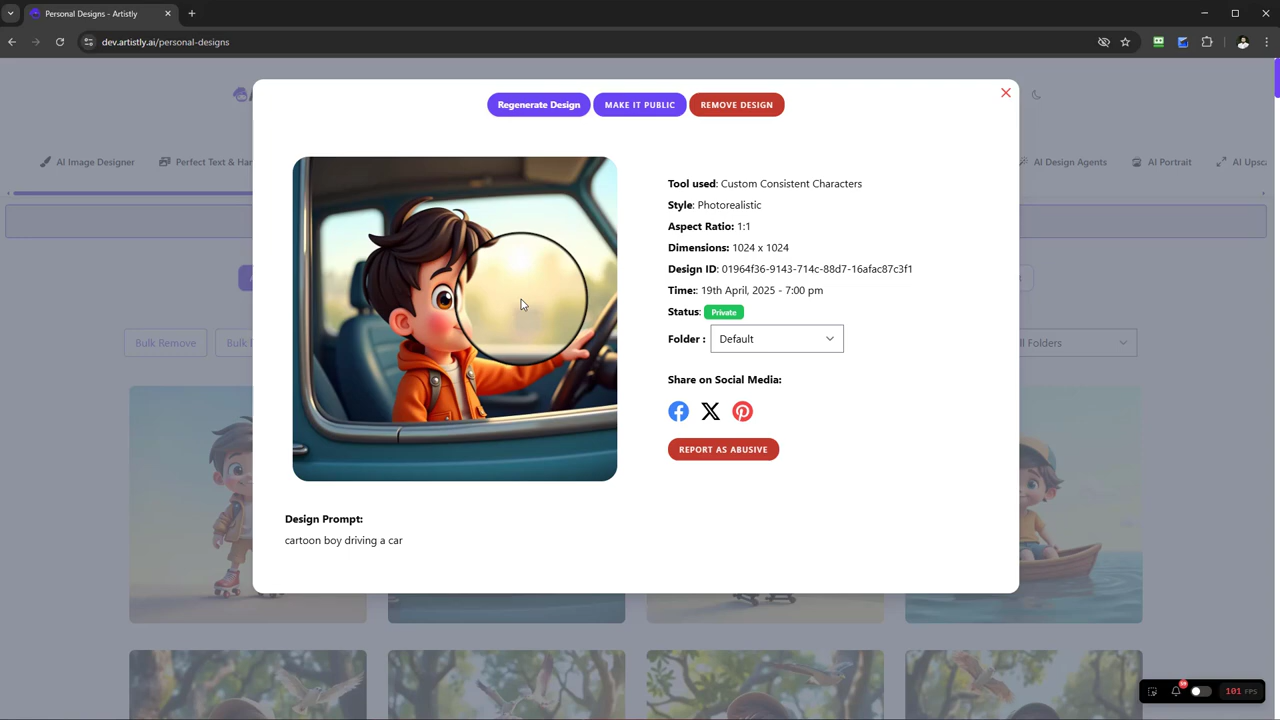 Personal Designs - Artistly
dev.artistly.ai/personal-designs
Regenerate Design
MAKE IT PUBLIC
REMOVE DESIGN
AI Image Designer
Perfect Text & Har
AI Design Agents
AI Portrait
AI Upsca
Tool used: Custom Consistent Characters
Style: Photorealistic
Aspect Ratio: 1:1
Dimensions: 1024 x 1024
Design ID: 01964f36-9143-714c-88d7-16afac87c3f1
Time:: 19th April, 2025 - 7:00 pm
Status: Private
Bulk Remove
Folder :
Default
ll Folders
Share on Social Media:
REPORT AS ABUSIVE
Design Prompt:
cartoon boy driving a car
101 FPS